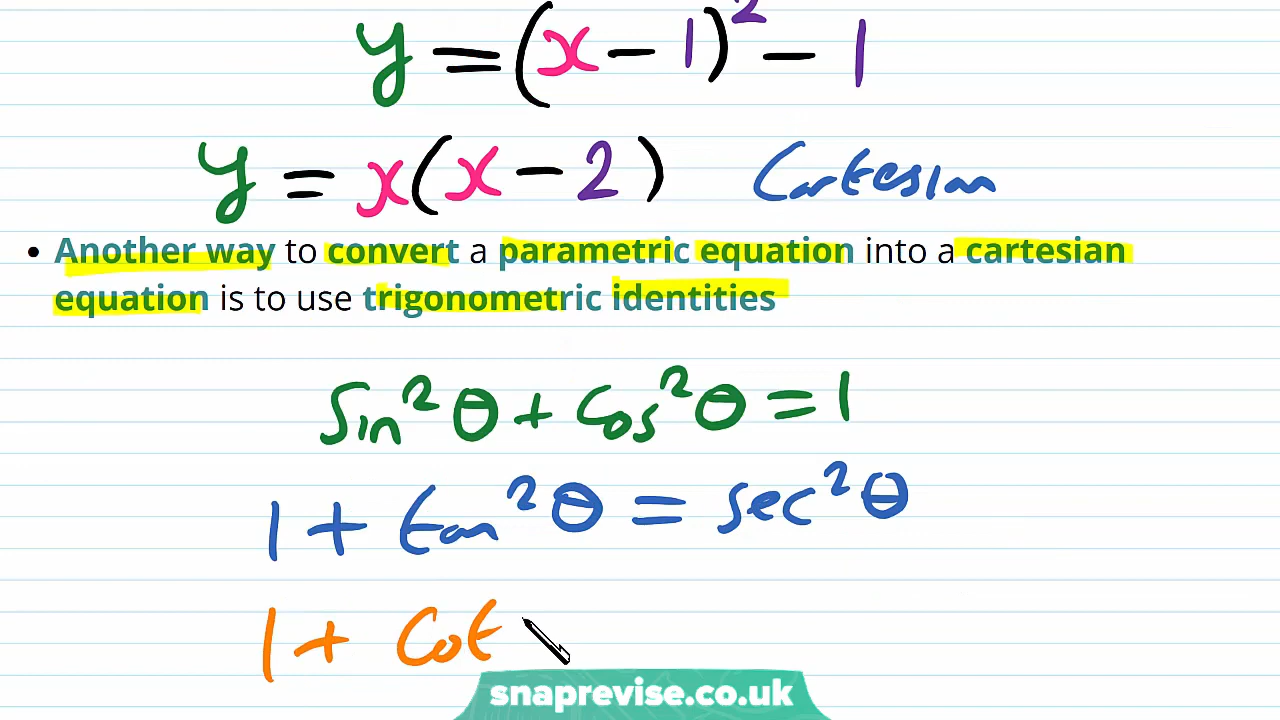 y = (x - 1)² - 1
y = x(x - 2) Cartesian
• Another way to convert a parametric equation into a cartesian
equation is to use trigonometric identities
Sin²θ + Cos²θ = 1
1 + tan²θ = sec²θ
1 + Cot
snaprevise.co.uk